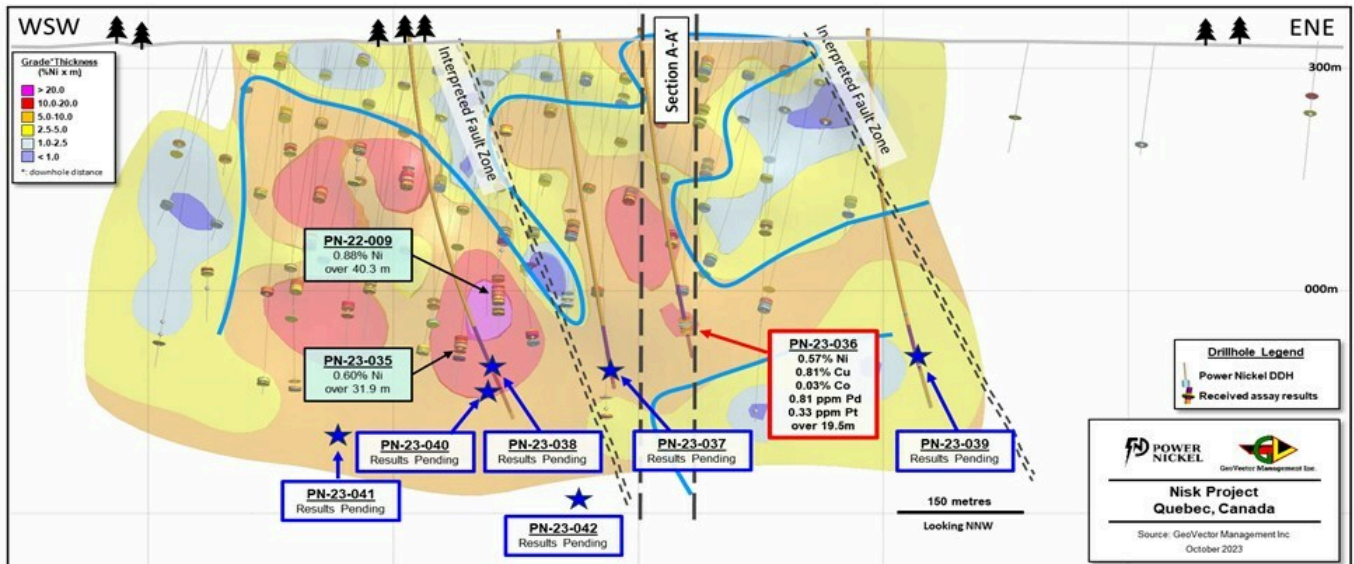 WSW
ENE
Grade*Thickness
(%Ni x m)
> 20.0
10.0-20.0
5.0-10.0
2.5-5.0
1.0-2.5
< 1.0
*: downhole distance
Interpreted Fault Zone
Section A-A'
Interpreted Fault Zone
300m
000m
PN-22-009
0.88% Ni
over 40.3 m
PN-23-035
0.60% Ni
over 31.9 m
PN-23-036
0.57% Ni
0.81% Cu
0.03% Co
0.81 ppm Pd
0.33 ppm Pt
over 19.5m
PN-23-040
Results Pending
PN-23-038
Results Pending
PN-23-037
Results Pending
PN-23-039
Results Pending
PN-23-041
Results Pending
PN-23-042
Results Pending
150 metres
Looking NNW
Drillhole Legend
Power Nickel DDH
Received assay results
POWER
NICKEL
GeoVector Management Inc.
Nisk Project
Quebec, Canada
Source: GeoVector Management Inc
October 2023